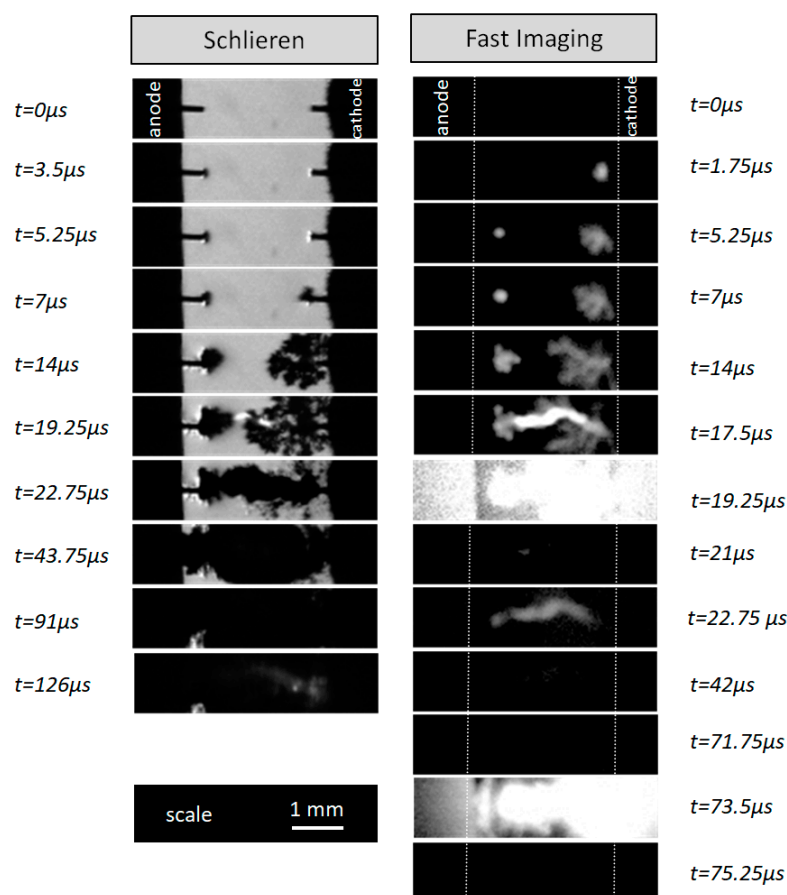 Schlieren
anode
cathode
t=0μs
t=3.5μs
t=5.25μs
t=7μs
t=14μs
t=19.25μs
t=22.75μs
t=43.75μs
t=91μs
t=126μs
scale
1 mm
Fast Imaging
anode
cathode
t=0μs
t=1.75μs
t=5.25μs
t=7μs
t=14μs
t=17.5μs
t=19.25μs
t=21μs
t=22.75 μs
t=42μs
t=71.75μs
t=73.5μs
t=75.25μs